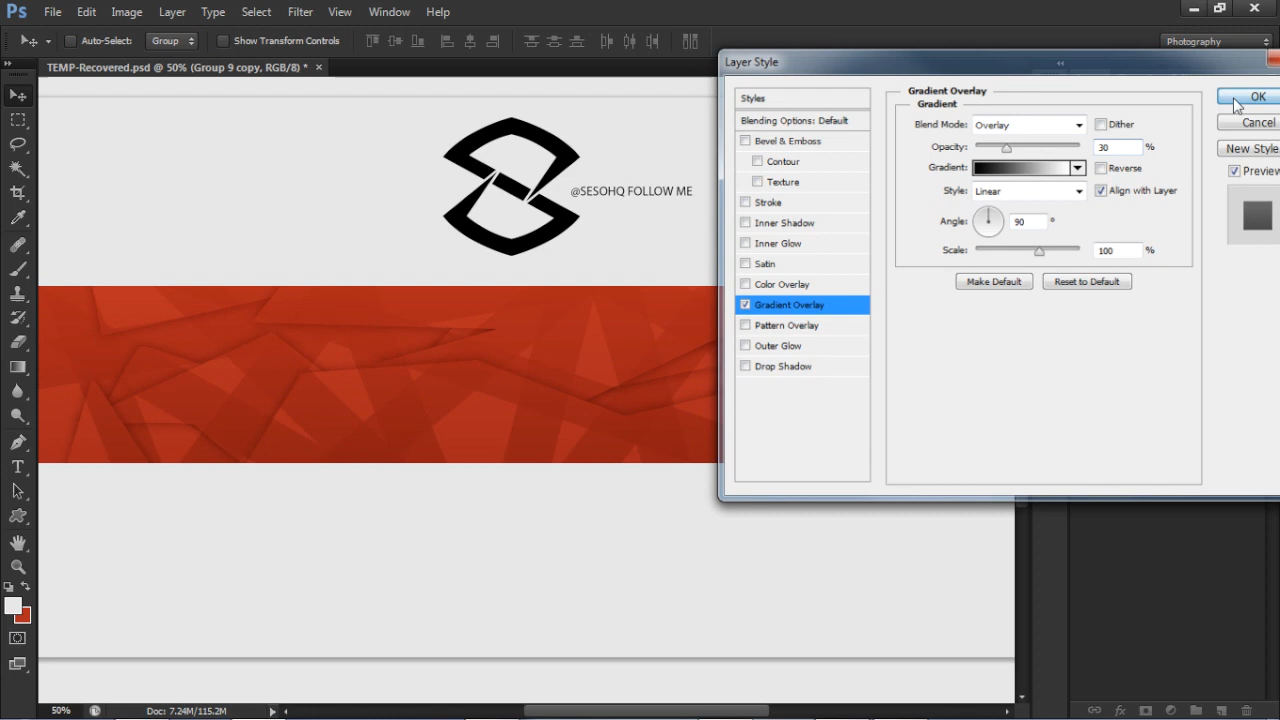 Ps File Edit Image Layer Type Select Filter View Window Help
Auto-Select: Group Show Transform Controls Photography
TEMP-Recovered.psd @ 50% (Group 9 copy, RGB/8) * ×
@SESOHQ FOLLOW ME
Layer Style
Styles
Blending Options: Default
Bevel & Emboss
Contour
Texture
Stroke
Inner Shadow
Inner Glow
Satin
Color Overlay
Gradient Overlay
Pattern Overlay
Outer Glow
Drop Shadow
Gradient Overlay
Gradient
Blend Mode: Overlay Dither
Opacity: 30 %
Gradient: Reverse
Style: Linear Align with Layer
Angle: 90 °
Scale: 100 %
Make Default Reset to Default
OK
Cancel
New Style
Preview
50% Doc: 7.24M/115.2M
fx